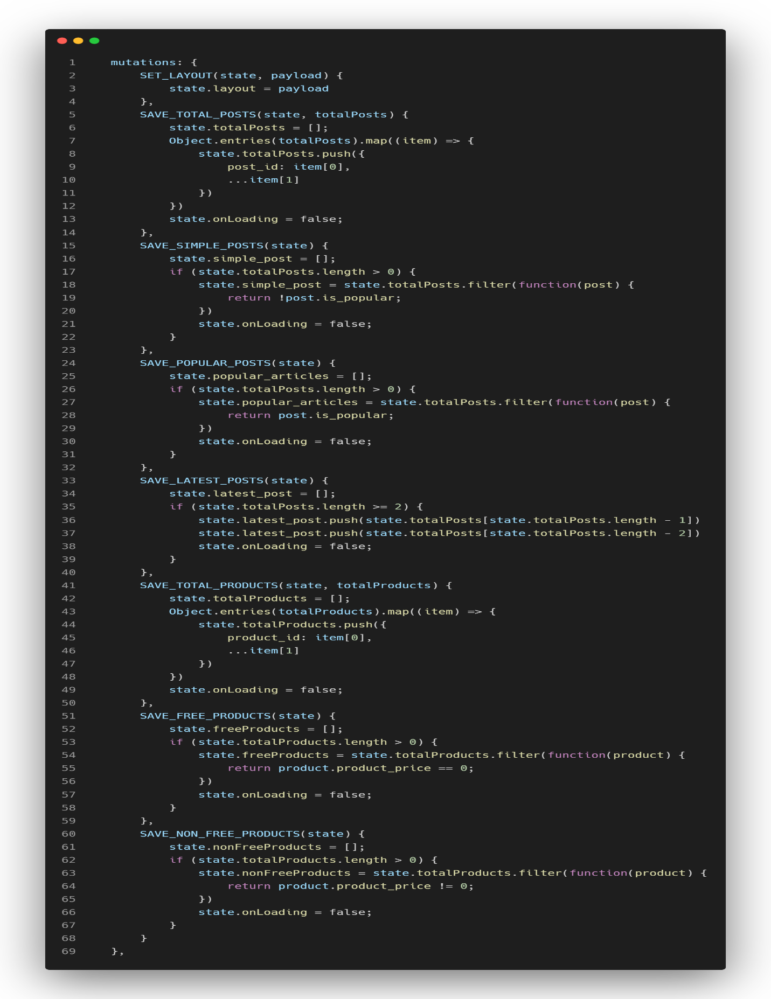 1 mutations: {
2 SET_LAYOUT(state, payload) {
3 state.layout = payload
4 },
5 SAVE_TOTAL_POSTS(state, totalPosts) {
6 state.totalPosts = [];
7 Object.entries(totalPosts).map((item) => {
8 state.totalPosts.push({
9 post_id: item[0],
10 ...item[1]
11 })
12 })
13 state.onLoading = false;
14 },
15 SAVE_SIMPLE_POSTS(state) {
16 state.simple_post = [];
17 if (state.totalPosts.length > 0) {
18 state.simple_post = state.totalPosts.filter(function(post) {
19 return !post.is_popular;
20 })
21 state.onLoading = false;
22 }
23 },
24 SAVE_POPULAR_POSTS(state) {
25 state.popular_articles = [];
26 if (state.totalPosts.length > 0) {
27 state.popular_articles = state.totalPosts.filter(function(post) {
28 return post.is_popular;
29 })
30 state.onLoading = false;
31 }
32 },
33 SAVE_LATEST_POSTS(state) {
34 state.latest_post = [];
35 if (state.totalPosts.length >= 2) {
36 state.latest_post.push(state.totalPosts[state.totalPosts.length - 1])
37 state.latest_post.push(state.totalPosts[state.totalPosts.length - 2])
38 state.onLoading = false;
39 }
40 },
41 SAVE_TOTAL_PRODUCTS(state, totalProducts) {
42 state.totalProducts = [];
43 Object.entries(totalProducts).map((item) => {
44 state.totalProducts.push({
45 product_id: item[0],
46 ...item[1]
47 })
48 })
49 state.onLoading = false;
50 },
51 SAVE_FREE_PRODUCTS(state) {
52 state.freeProducts = [];
53 if (state.totalProducts.length > 0) {
54 state.freeProducts = state.totalProducts.filter(function(product) {
55 return product.product_price == 0;
56 })
57 state.onLoading = false;
58 }
59 },
60 SAVE_NON_FREE_PRODUCTS(state) {
61 state.nonFreeProducts = [];
62 if (state.totalProducts.length > 0) {
63 state.nonFreeProducts = state.totalProducts.filter(function(product) {
64 return product.product_price != 0;
65 })
66 state.onLoading = false;
67 }
68 }
69 },